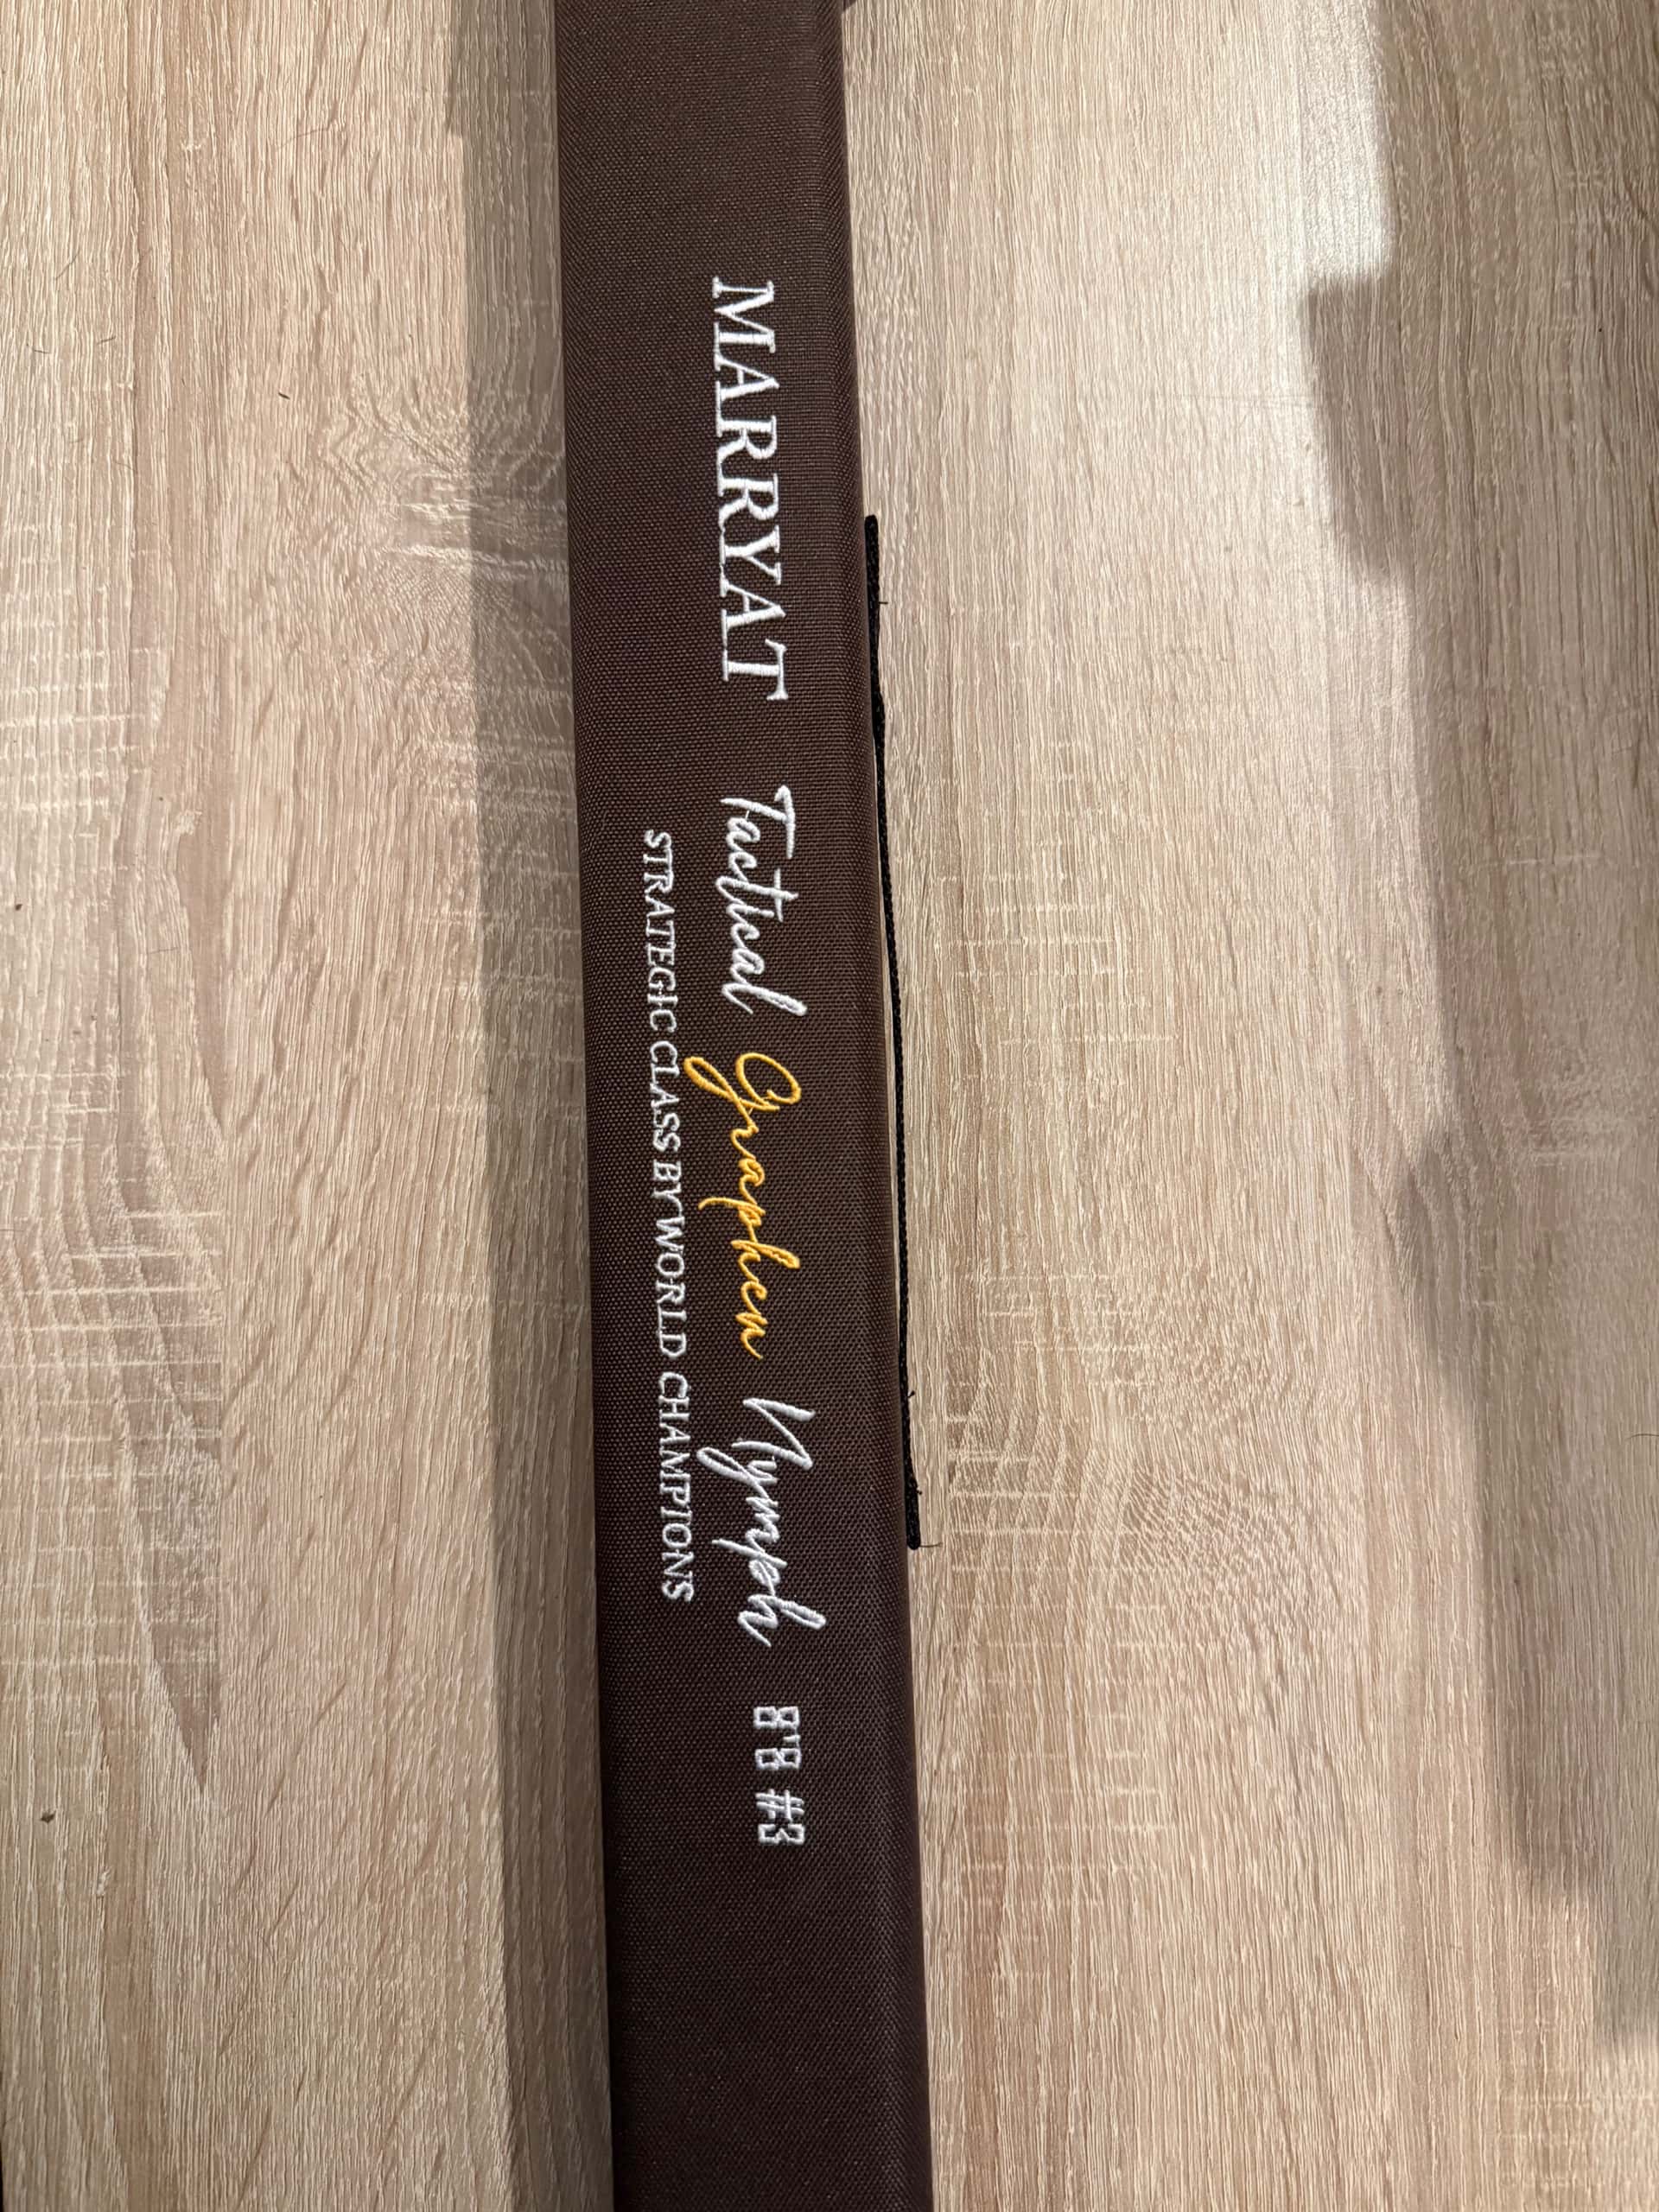 MARRYAT Tactical Graphen Nymph 8'8 #3
STRATEGIC CLASS BY WORLD CHAMPIONS